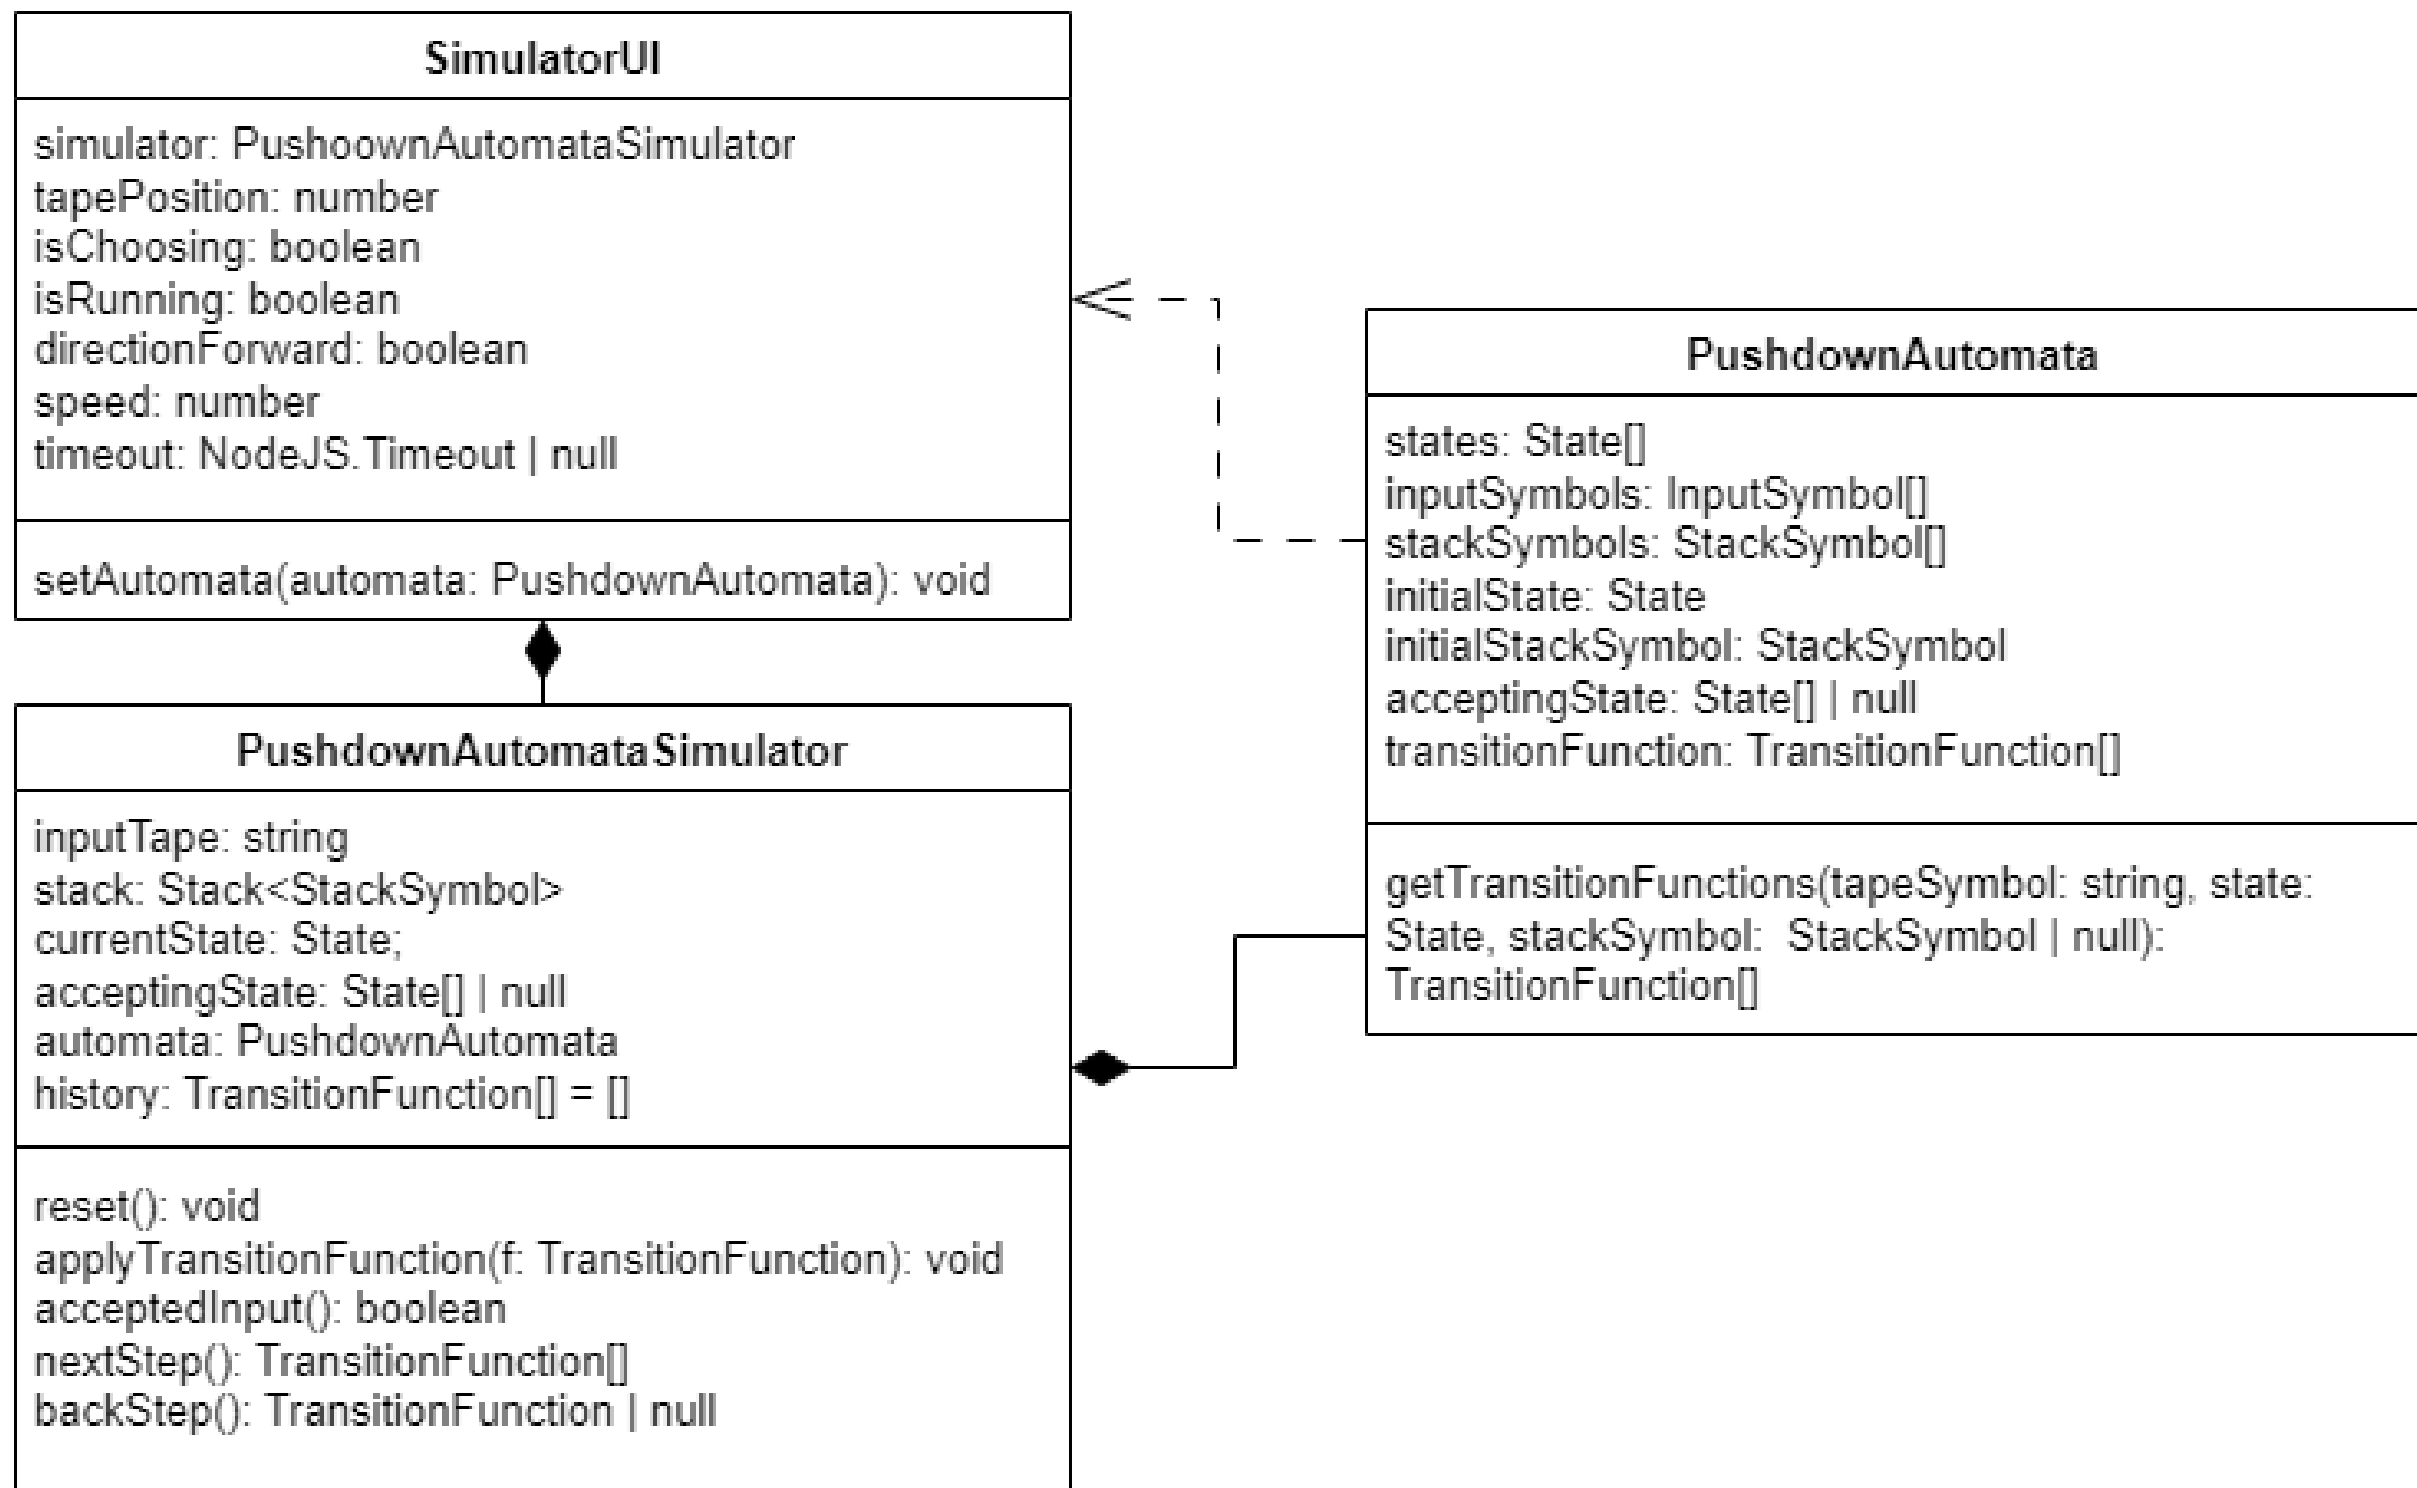 SimulatorUI
simulator: PushoownAutomataSimulator
tapePosition: number
isChoosing: boolean
isRunning: boolean
directionForward: boolean
speed: number
timeout: NodeJS.Timeout | null
setAutomata(automata: PushdownAutomata): void
PushdownAutomataSimulator
inputTape: string
stack: Stack<StackSymbol>
currentState: State;
acceptingState: State[] | null
automata: PushdownAutomata
history: TransitionFunction[] = []
reset(): void
applyTransitionFunction(f: TransitionFunction): void
acceptedInput(): boolean
nextStep(): TransitionFunction[]
backStep(): TransitionFunction | null
PushdownAutomata
states: State[]
inputSymbols: InputSymbol[]
stackSymbols: StackSymbol[]
initialState: State
initialStackSymbol: StackSymbol
acceptingState: State[] | null
transitionFunction: TransitionFunction[]
getTransitionFunctions(tapeSymbol: string, state:
State, stackSymbol: StackSymbol | null):
TransitionFunction[]